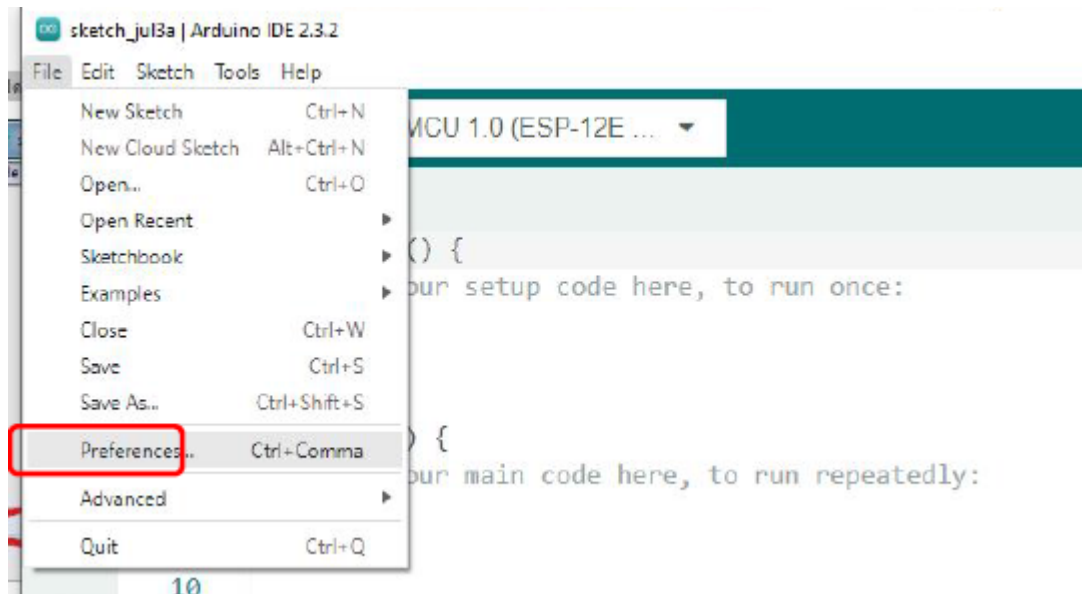 sketch_jul3a | Arduino IDE 2.3.2
File Edit Sketch Tools Help
New Sketch Ctrl+N
New Cloud Sketch Alt+Ctrl+N
Open... Ctrl+O
Open Recent
Sketchbook
Examples
Close Ctrl+W
Save Ctrl+S
Save As... Ctrl+Shift+S
Preferences... Ctrl+Comma
Advanced
Quit Ctrl+Q
MCU 1.0 (ESP-12E ...
() {
our setup code here, to run once:
) {
our main code here, to run repeatedly:
10